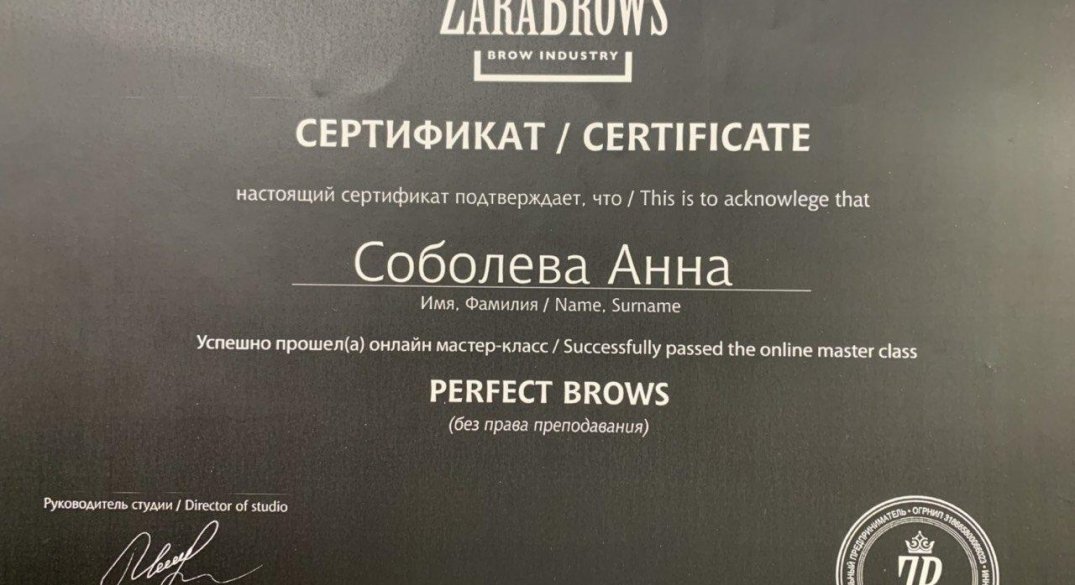 ZARABROWS
BROW INDUSTRY
СЕРТИФИКАТ / CERTIFICATE
настоящий сертификат подтверждает, что / This is to acknowlege that
Соболева Анна
Имя, Фамилия / Name, Surname
Успешно прошел(а) онлайн мастер-класс / Successfully passed the online master class
PERFECT BROWS
(без права преподавания)
Руководитель студии / Director of studio
ПРЕДПРИНИМАТЕЛЬ • ОГРНИП